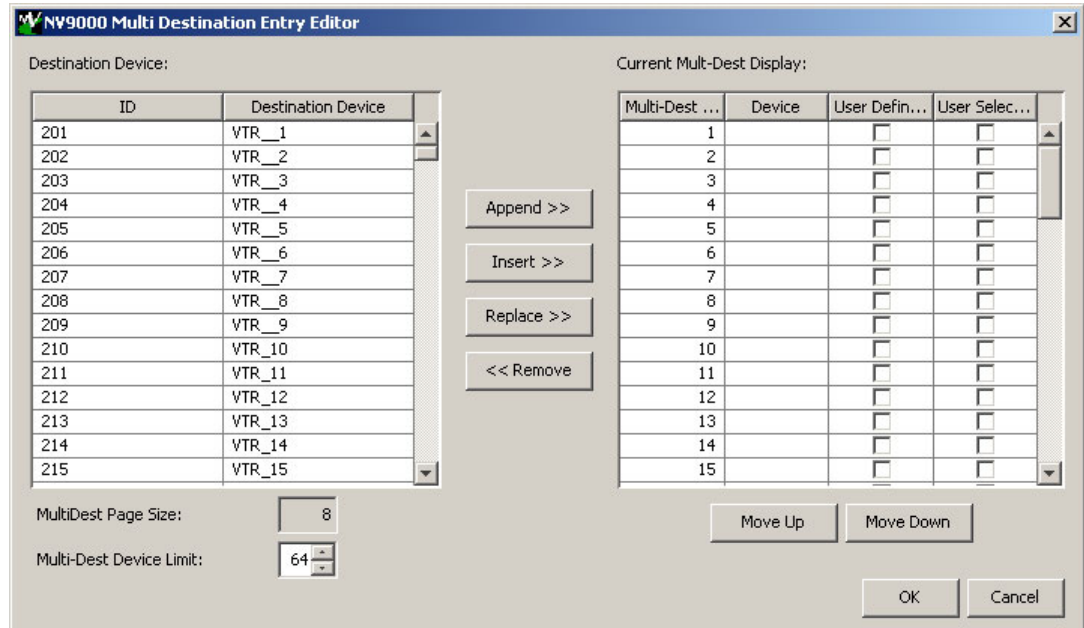 NV9000 Multi Destination Entry Editor
Destination Device:
Current Mult-Dest Display:
ID Destination Device
Multi-Dest ... Device User Defin... User Selec...
201 VTR__1 1
202 VTR__2 2
203 VTR__3 3
204 VTR__4 4
205 VTR__5 5
206 VTR__6 6
207 VTR__7 7
208 VTR__8 8
209 VTR__9 9
210 VTR_10 10
211 VTR_11 11
212 VTR_12 12
213 VTR_13 13
214 VTR_14 14
215 VTR_15 15
Append >>
Insert >>
Replace >>
<< Remove
MultiDest Page Size: 8
Multi-Dest Device Limit: 64
Move Up Move Down
OK Cancel